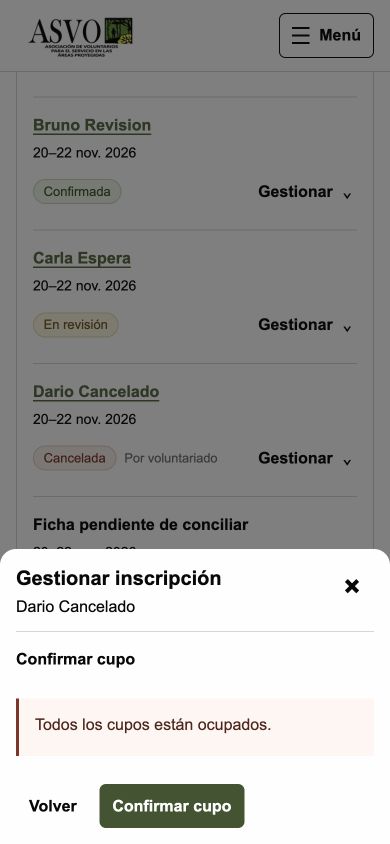 ASVO
ASOCIACIÓN DE VOLUNTARIOS
PARA EL SERVICIO EN LAS
ÁREAS PROTEGIDAS
Menú
Bruno Revision
20–22 nov. 2026
Confirmada
Gestionar
Carla Espera
20–22 nov. 2026
En revisión
Gestionar
Dario Cancelado
20–22 nov. 2026
Cancelada Por voluntariado
Gestionar
Ficha pendiente de conciliar
Gestionar inscripción
Dario Cancelado
Confirmar cupo
Todos los cupos están ocupados.
Volver
Confirmar cupo